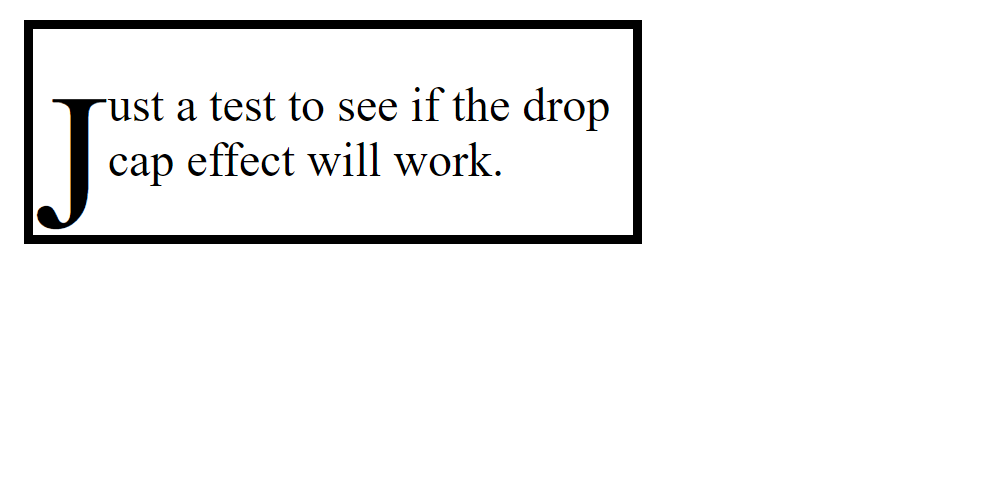 Just a test to see if the drop
cap effect will work.